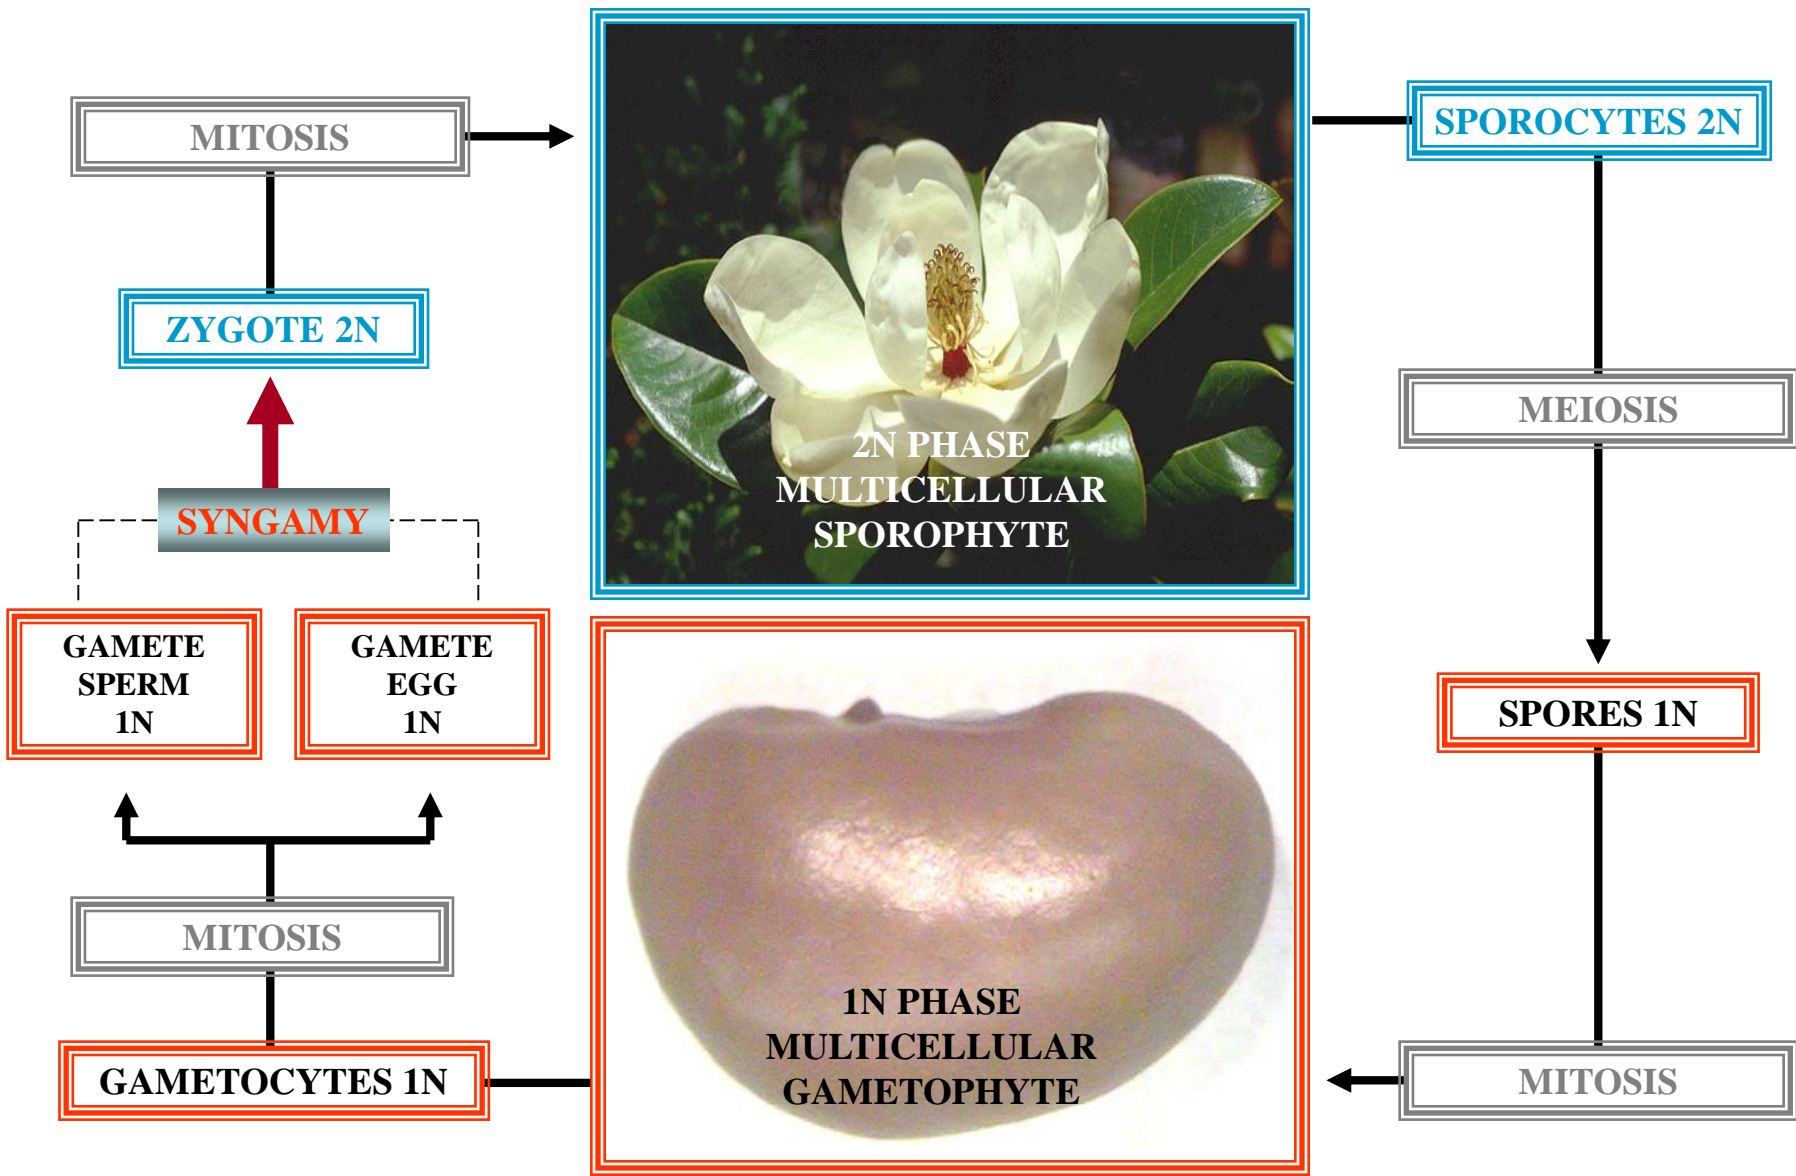 MITOSIS
SPOROCYTES 2N
ZYGOTE 2N
MEIOSIS
2N PHASE
MULTICELLULAR
SPOROPHYTE
SYNGAMY
GAMETE
SPERM
1N
GAMETE
EGG
1N
SPORES 1N
MITOSIS
1N PHASE
MULTICELLULAR
GAMETOPHYTE
GAMETOCYTES 1N
MITOSIS